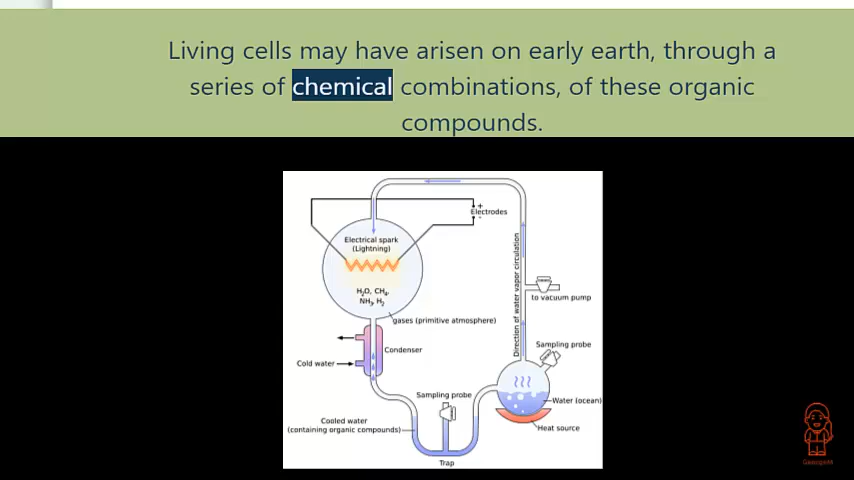 Living cells may have arisen on early earth, through a
series of chemical combinations, of these organic
compounds.
+
Electrodes
-
Electrical spark
(Lightning)
H₂O, CH₄,
NH₃, H₂
Direction of water vapor circulation
to vacuum pump
gases (primitive atmosphere)
Sampling probe
Condenser
Cold water
Sampling probe
Water (ocean)
Cooled water
(containing organic compounds)
Heat source
Trap